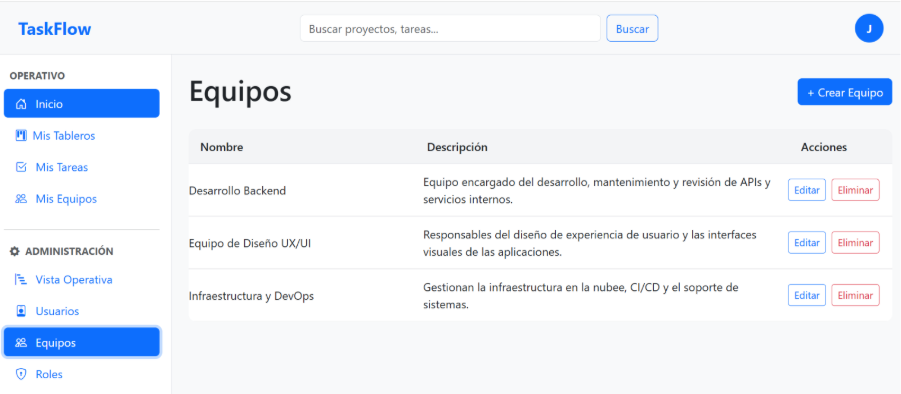 TaskFlow
Buscar proyectos, tareas...
Buscar
J
OPERATIVO
Inicio
Mis Tableros
Mis Tareas
Mis Equipos
ADMINISTRACIÓN
Vista Operativa
Usuarios
Equipos
Roles
Equipos
+ Crear Equipo
Nombre Descripción Acciones
Desarrollo Backend
Equipo encargado del desarrollo, mantenimiento y revisión de APIs y
servicios internos.
Editar Eliminar
Equipo de Diseño UX/UI
Responsables del diseño de experiencia de usuario y las interfaces
visuales de las aplicaciones.
Editar Eliminar
Infraestructura y DevOps
Gestionan la infraestructura en la nubee, CI/CD y el soporte de
sistemas.
Editar Eliminar